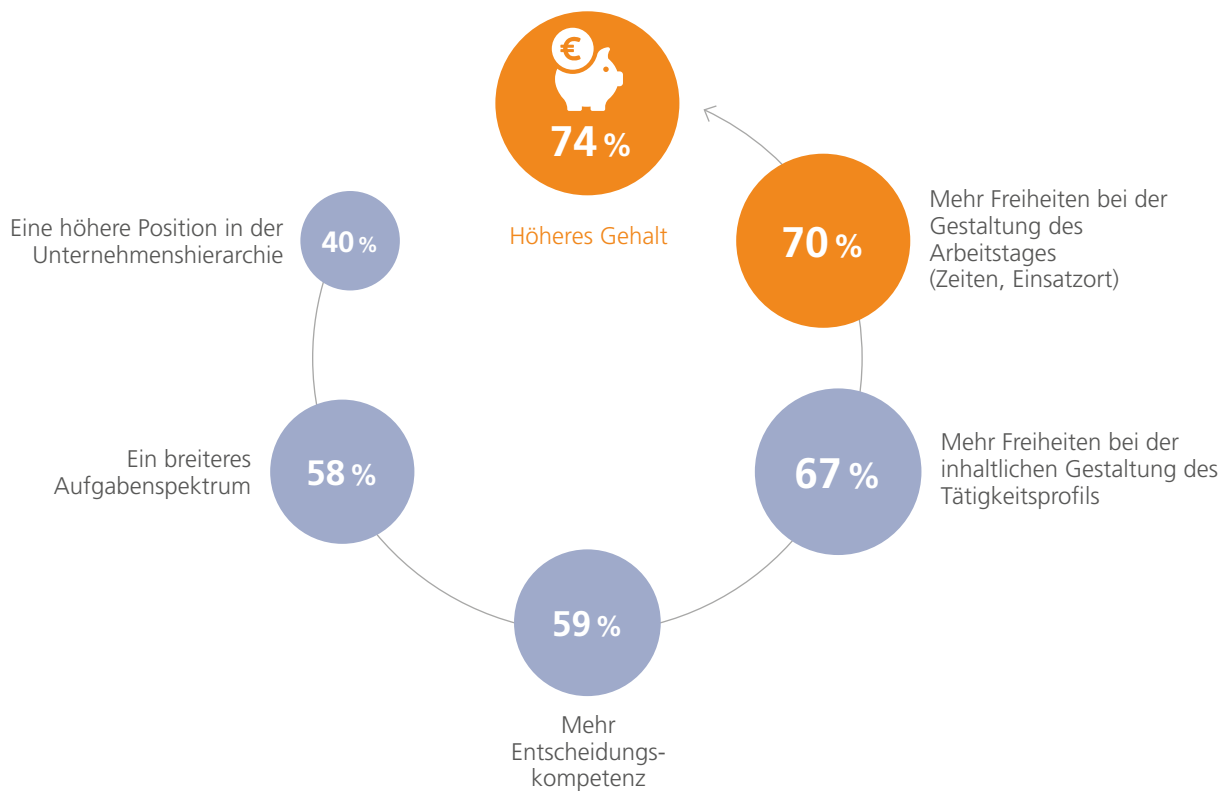 €
74 %
Höheres Gehalt
70 %
Mehr Freiheiten bei der
Gestaltung des
Arbeitstages
(Zeiten, Einsatzort)
67 %
Mehr Freiheiten bei der
inhaltlichen Gestaltung des
Tätigkeitsprofils
59 %
Mehr
Entscheidungs-
kompetenz
58 %
Ein breiteres
Aufgabenspektrum
40 %
Eine höhere Position in der
Unternehmenshierarchie